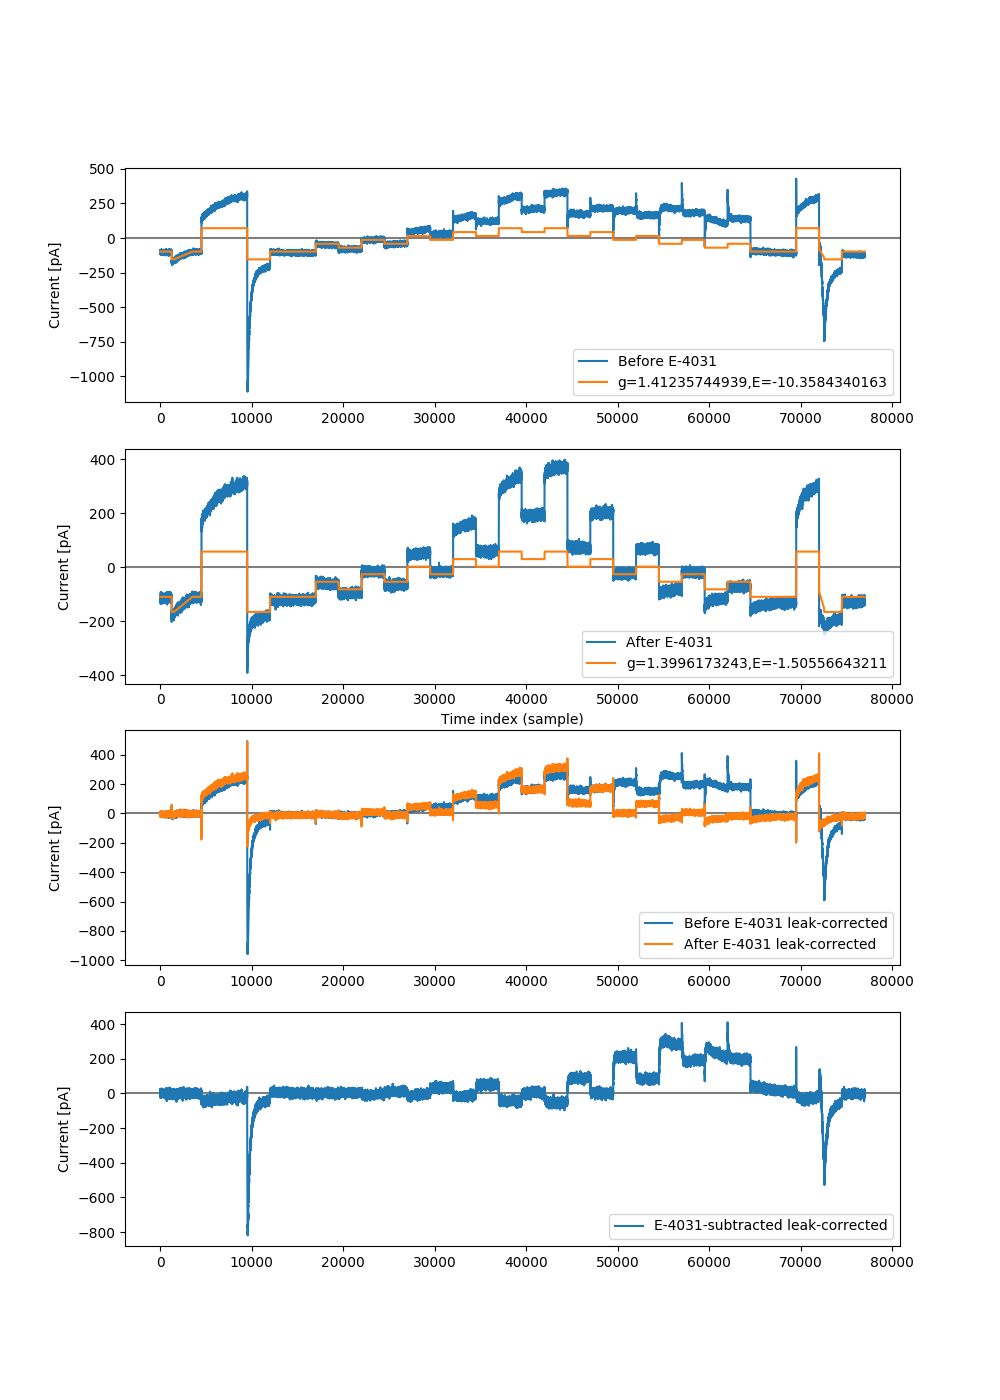 500
250
0
−250
−500
−750
−1000
Current [pA]
Before E-4031
g=1.41235744939,E=-10.3584340163
0 10000 20000 30000 40000 50000 60000 70000 80000
400
200
0
−200
−400
Current [pA]
After E-4031
g=1.3996173243,E=-1.50556643211
0 10000 20000 30000 40000 50000 60000 70000 80000
Time index (sample)
400
200
0
−200
−400
−600
−800
−1000
Current [pA]
Before E-4031 leak-corrected
After E-4031 leak-corrected
0 10000 20000 30000 40000 50000 60000 70000 80000
400
200
0
−200
−400
−600
−800
Current [pA]
E-4031-subtracted leak-corrected
0 10000 20000 30000 40000 50000 60000 70000 80000